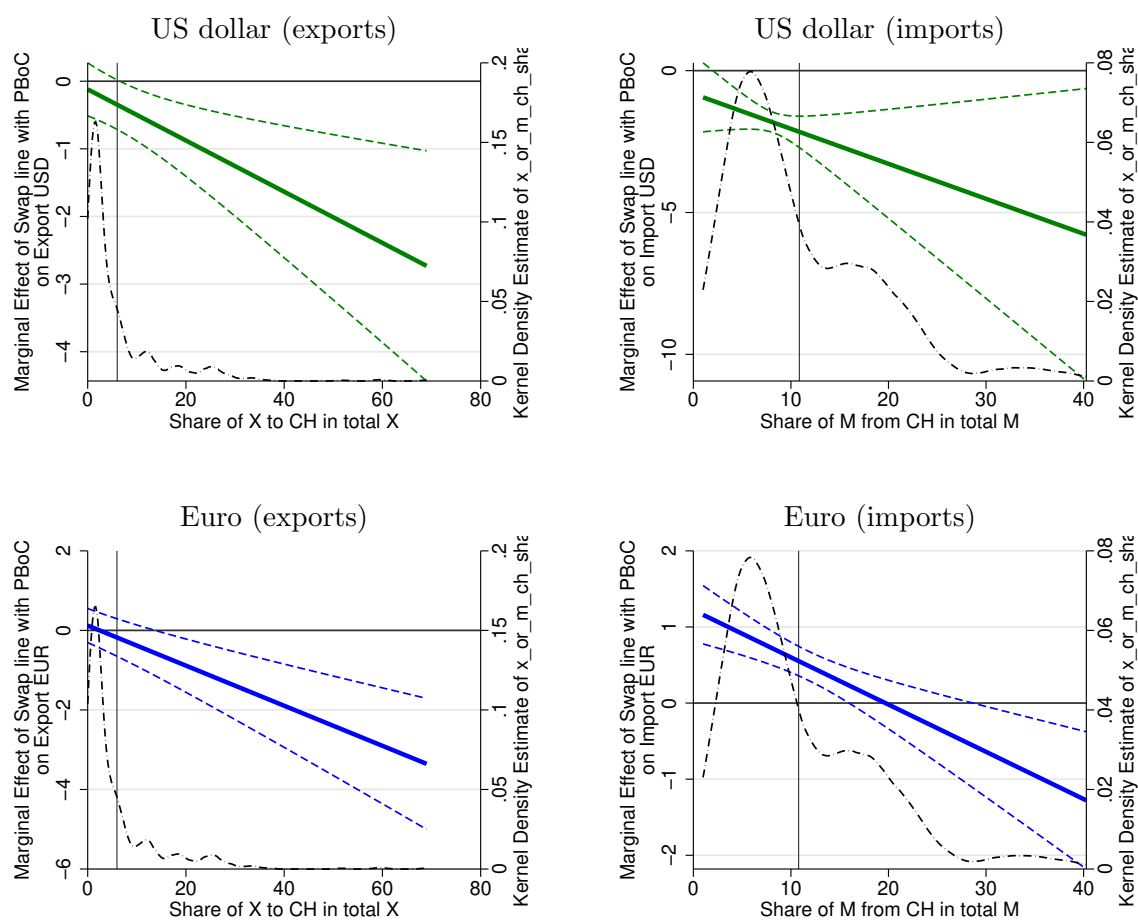 US dollar (exports)
Marginal Effect of Swap line with PBoC
on Export USD
0
−1
−2
−3
−4
0
20
40
60
80
Share of X to CH in total X
.2
.15
.1
.05
0
Kernel Density Estimate of x_or_m_ch_sha
US dollar (imports)
Marginal Effect of Swap line with PBoC
on Import USD
0
−5
−10
0
10
20
30
40
Share of M from CH in total M
.08
.06
.04
.02
0
Kernel Density Estimate of x_or_m_ch_sha
Euro (exports)
Marginal Effect of Swap line with PBoC
on Export EUR
2
0
−2
−4
−6
0
20
40
60
80
Share of X to CH in total X
.2
.15
.1
.05
0
Kernel Density Estimate of x_or_m_ch_sha
Euro (imports)
Marginal Effect of Swap line with PBoC
on Import EUR
2
1
0
−1
−2
0
10
20
30
40
Share of M from CH in total M
.08
.06
.04
.02
0
Kernel Density Estimate of x_or_m_ch_sha